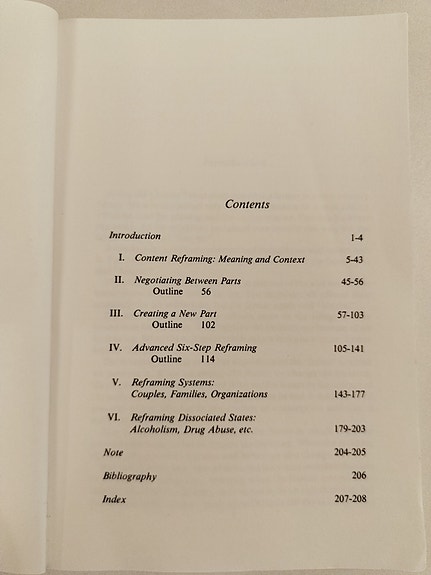 Contents
Introduction 1-4
I. Content Reframing: Meaning and Context 5-43
II. Negotiating Between Parts 45-56
Outline 56
III. Creating a New Part 57-103
Outline 102
IV. Advanced Six-Step Reframing 105-141
Outline 114
V. Reframing Systems:
Couples, Families, Organizations 143-177
VI. Reframing Dissociated States:
Alcoholism, Drug Abuse, etc. 179-203
Note 204-205
Bibliography 206
Index 207-208